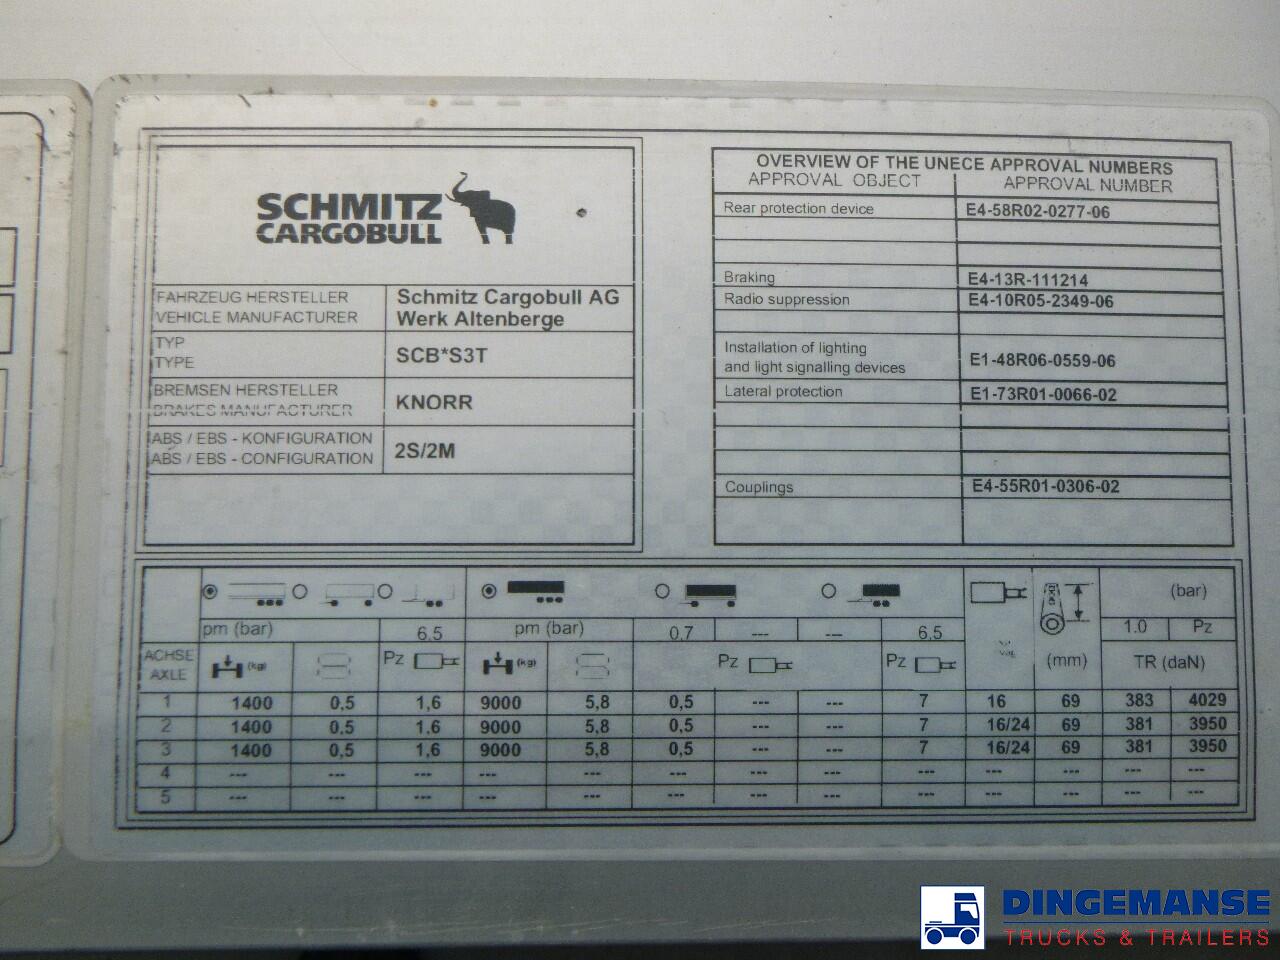 SCHMITZ
CARGOBULL
FAHRZEUG HERSTELLER
VEHICLE MANUFACTURER
Schmitz Cargobull AG
Werk Altenberge
TYP
TYPE
SCB*S3T
BREMSEN HERSTELLER
BRAKES MANUFACTURER
KNORR
ABS / EBS - KONFIGURATION
ABS / EBS - CONFIGURATION
2S/2M
OVERVIEW OF THE UNECE APPROVAL NUMBERS
APPROVAL OBJECT APPROVAL NUMBER
Rear protection device E4-58R02-0277-06
Braking E4-13R-111214
Radio suppression E4-10R05-2349-06
Installation of lighting
and light signalling devices E1-48R06-0559-06
Lateral protection E1-73R01-0066-02
Couplings E4-55R01-0306-02
(bar)
pm (bar) 6,5 pm (bar) 0,7 --- --- 6,5 1.0 Pz
ACHSE
AXLE
(kg) Pz (kg) Pz Pz (mm) TR (daN)
1 1400 0,5 1,6 9000 5,8 0,5 --- --- 7 16 69 383 4029
2 1400 0,5 1,6 9000 5,8 0,5 --- --- 7 16/24 69 381 3950
3 1400 0,5 1,6 9000 5,8 0,5 --- --- 7 16/24 69 381 3950
4 --- --- --- --- --- --- --- --- --- --- --- --- ---
5 --- --- --- --- --- --- --- --- --- --- --- --- ---
DINGEMANSE
TRUCKS & TRAILERS